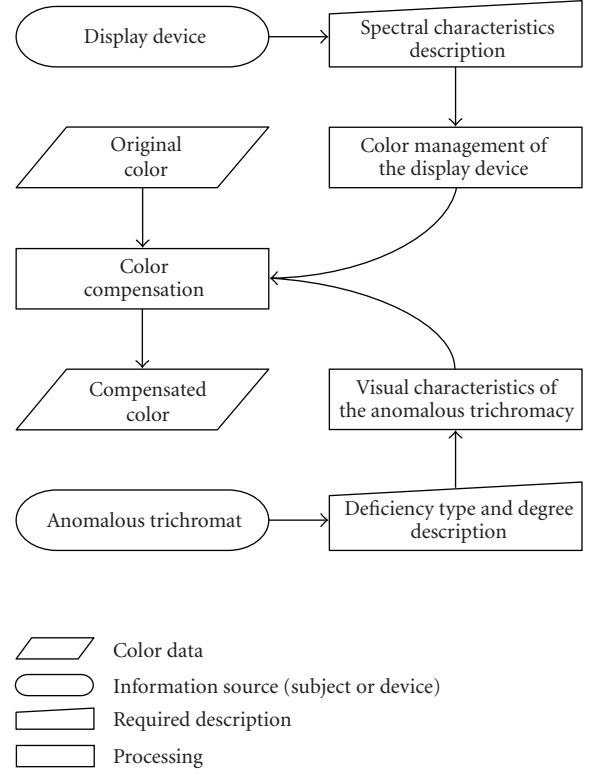 Display device
Spectral characteristics
description
Original
color
Color management of
the display device
Color
compensation
Compensated
color
Visual characteristics of
the anomalous trichromacy
Anomalous trichromat
Deficiency type and degree
description
Color data
Information source (subject or device)
Required description
Processing